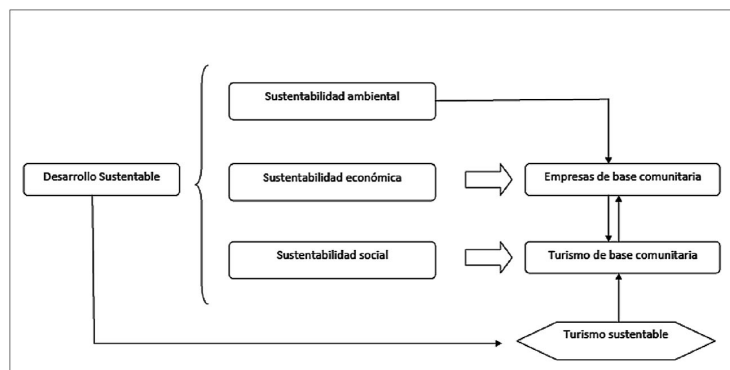 Sustentabilidad ambiental
Desarrollo Sustentable
Sustentabilidad económica
Empresas de base comunitaria
Sustentabilidad social
Turismo de base comunitaria
Turismo sustentable